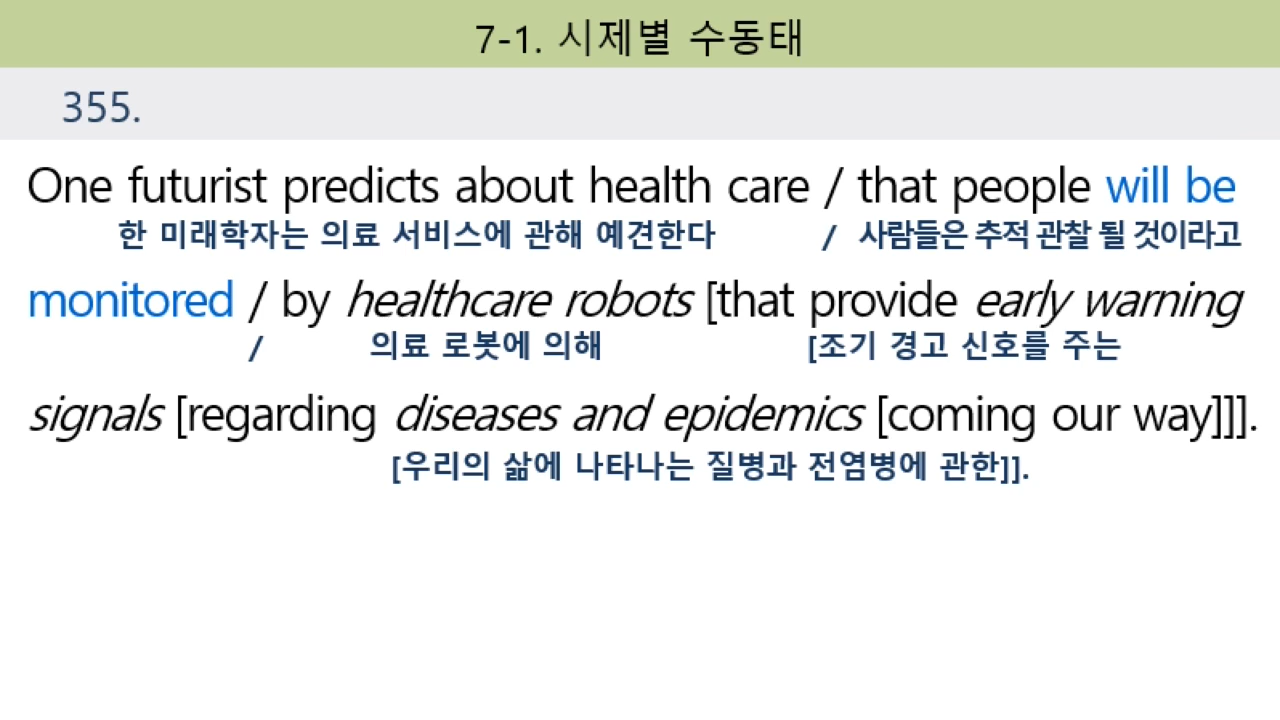 7-1. 시제별 수동태
355.
One futurist predicts about health care / that people will be
한 미래학자는 의료 서비스에 관해 예견한다 / 사람들은 추적 관찰 될 것이라고
monitored / by healthcare robots [that provide early warning
/ 의료 로봇에 의해 [조기 경고 신호를 주는
signals [regarding diseases and epidemics [coming our way]]].
[우리의 삶에 나타나는 질병과 전염병에 관한]].